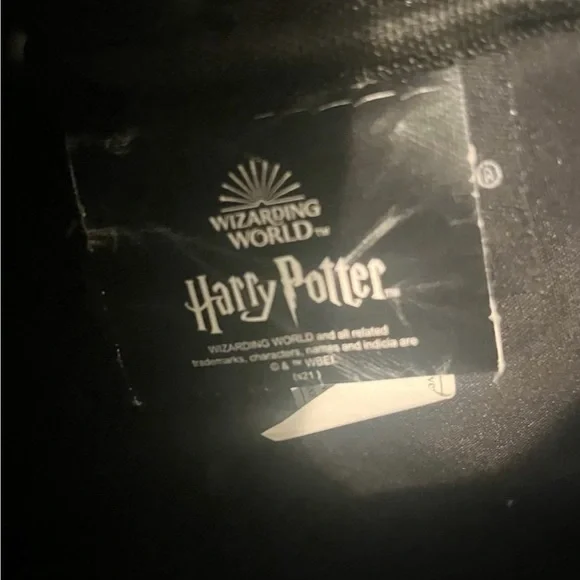 WIZARDING
WORLD™
Harry Potter™
WIZARDING WORLD and all related
trademarks, characters, names and indicia are
© & ™ WBEI.
(s21)
®